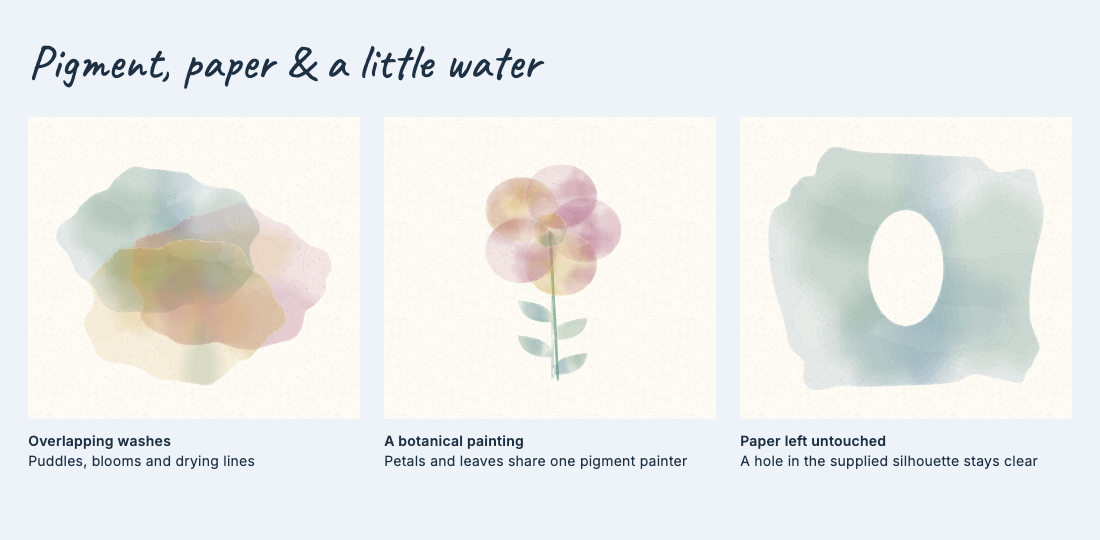 Pigment, paper & a little water
Overlapping washes
Puddles, blooms and drying lines
A botanical painting
Petals and leaves share one pigment painter
Paper left untouched
A hole in the supplied silhouette stays clear